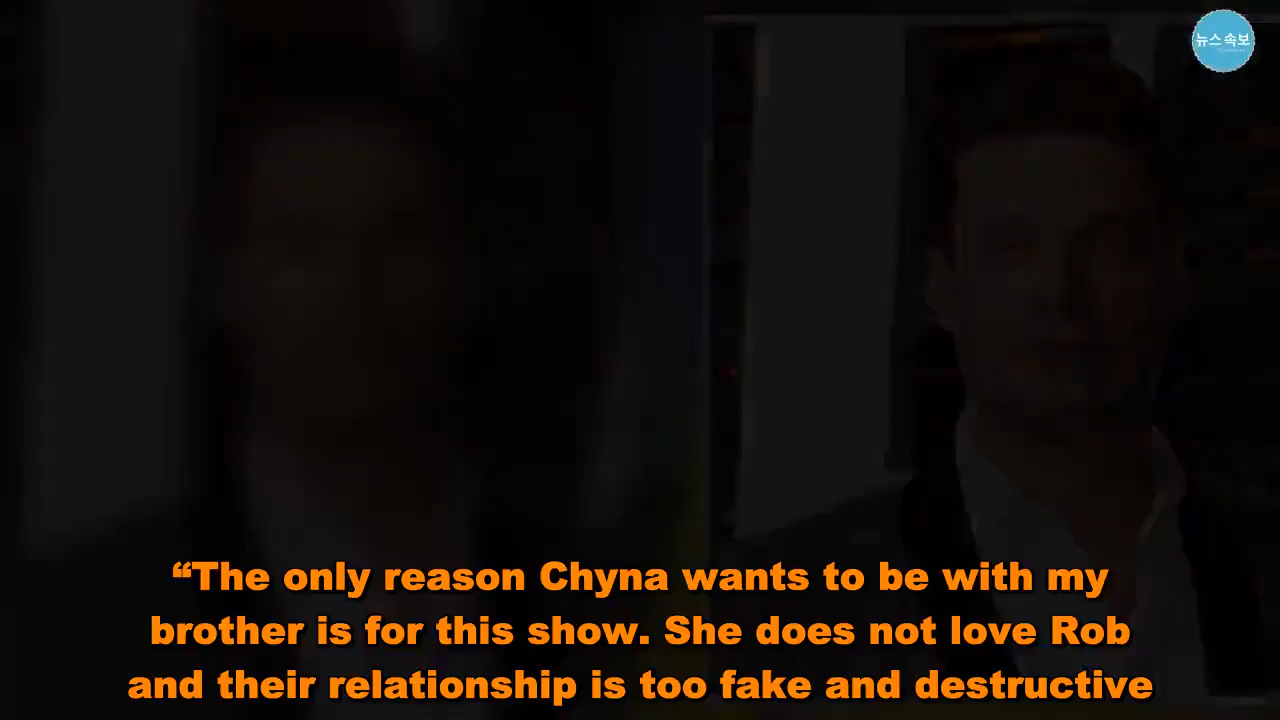 뉴스 속보
“The only reason Chyna wants to be with my
brother is for this show. She does not love Rob
and their relationship is too fake and destructive